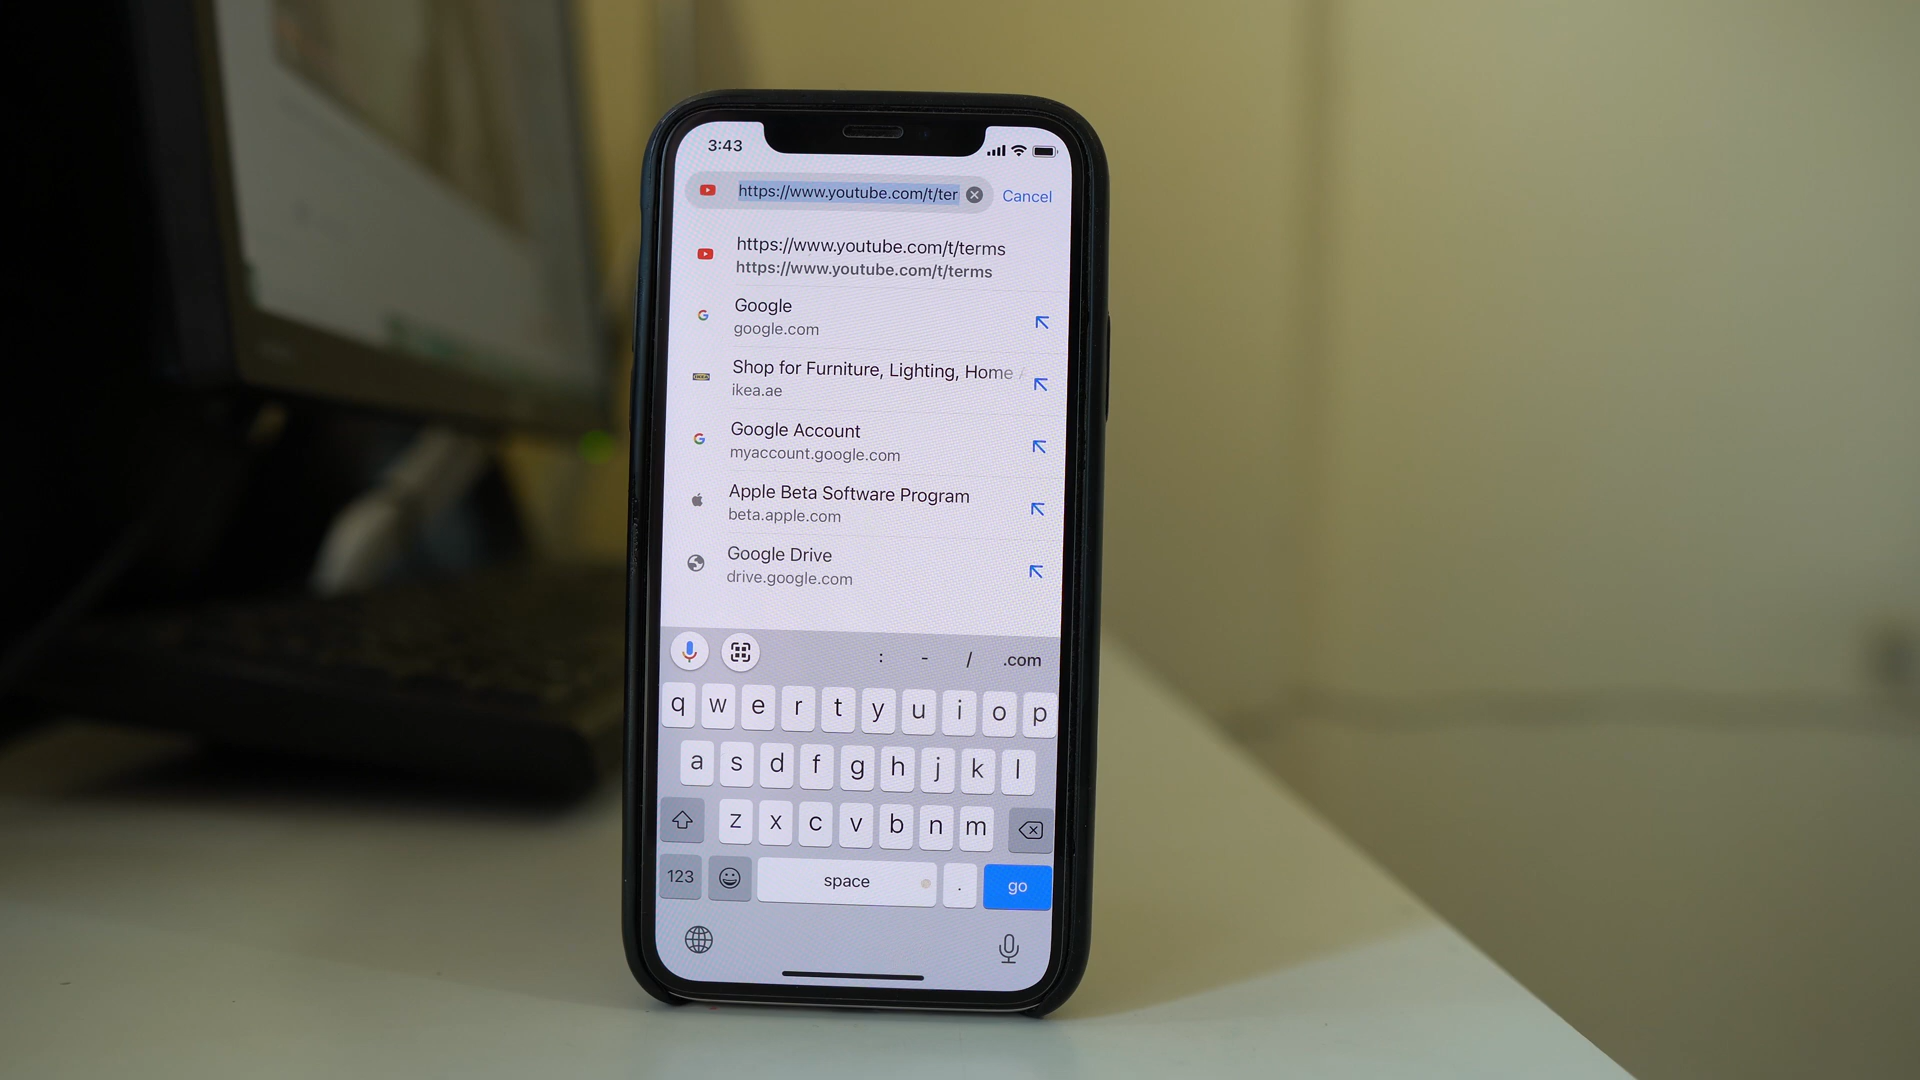 3:43
https://www.youtube.com/t/ter
Cancel
https://www.youtube.com/t/terms
https://www.youtube.com/t/terms
Google
google.com
Shop for Furniture, Lighting, Home
ikea.ae
Google Account
myaccount.google.com
Apple Beta Software Program
beta.apple.com
Google Drive
drive.google.com
: - / .com
q w e r t y u i o p
a s d f g h j k l
z x c v b n m
123 space . go